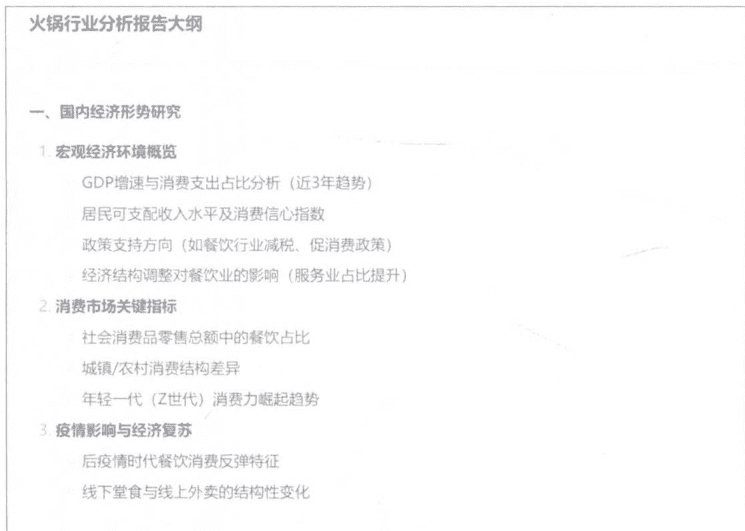 火锅行业分析报告大纲
一、国内经济形势研究
1. 宏观经济环境概览
GDP增速与消费支出占比分析（近3年趋势）
居民可支配收入水平及消费信心指数
政策支持方向（如餐饮行业减税、促消费政策）
经济结构调整对餐饮业的影响（服务业占比提升）
2. 消费市场关键指标
社会消费品零售总额中的餐饮占比
城镇/农村消费结构差异
年轻一代（Z世代）消费力崛起趋势
3. 疫情影响与经济复苏
后疫情时代餐饮消费反弹特征
线下堂食与线上外卖的结构性变化